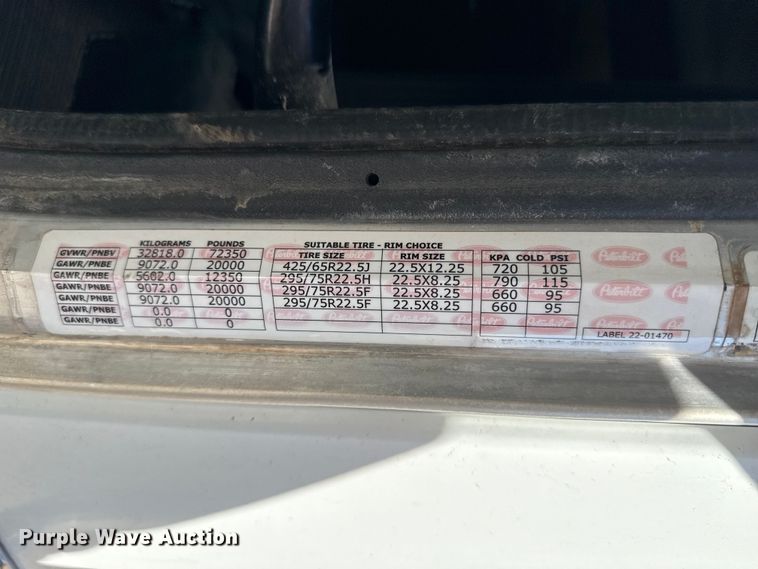 KILOGRAMS POUNDS SUITABLE TIRE - RIM CHOICE
GVWR/PNBV 32818.0 72350 TIRE SIZE RIM SIZE KPA COLD PSI
GAWR/PNBE 9072.0 20000 425/65R22.5J 22.5X12.25 720 105
GAWR/PNBE 5602.0 12350 295/75R22.5H 22.5X8.25 790 115
GAWR/PNBE 9072.0 20000 295/75R22.5F 22.5X8.25 660 95
GAWR/PNBE 9072.0 20000 295/75R22.5F 22.5X8.25 660 95
GAWR/PNBE 0.0 0
GAWR/PNBE 0.0 0
Peterbilt
LABEL 22-01470
Purple Wave Auction